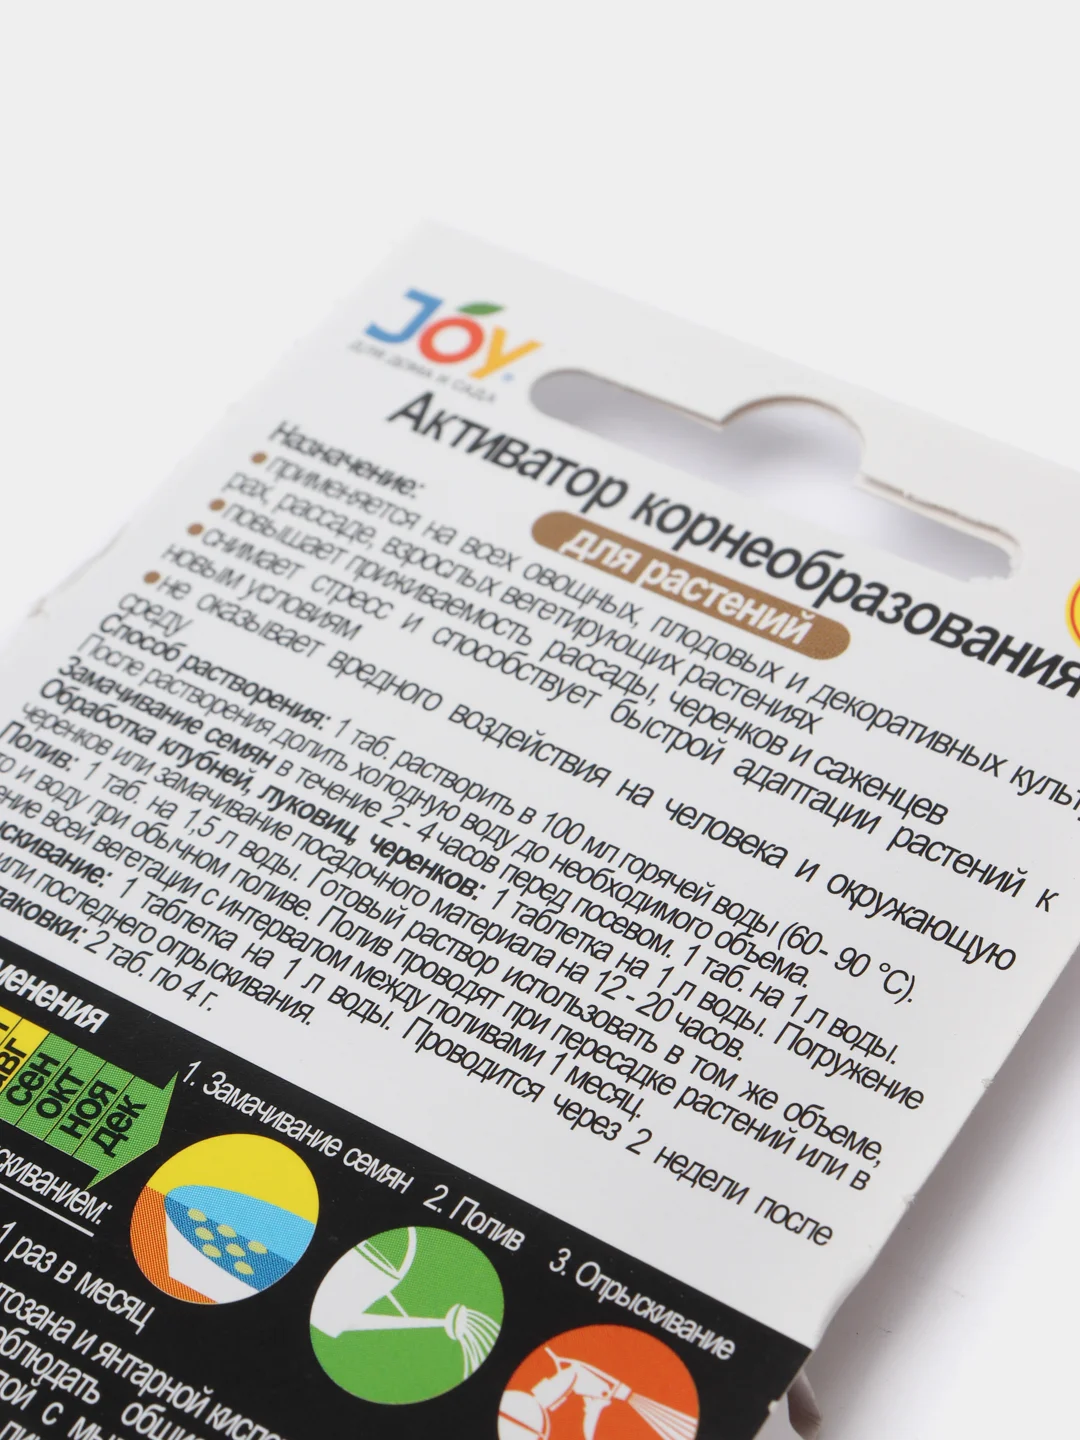 JOY
ДЛЯ ДОМА И САДА
Активатор корнеобразования
для растений
Назначение:
• применяется на всех овощных, плодовых и декоративных культу
рах, рассаде, взрослых вегетирующих растениях
• повышает приживаемость рассады, черенков и саженцев
• снимает стресс и способствует быстрой адаптации растений к
новым условиям
• не оказывает вредного воздействия на человека и окружающую
среду
Способ растворения: 1 таб. растворить в 100 мл горячей воды (60- 90 °С).
После растворения долить холодную воду до необходимого объема.
Замачивание семян в течение 2- 4 часов перед посевом. 1 таб. на 1 л воды.
Обработка клубней, луковиц, черенков: 1 таблетка на 1 л воды. Погружение
черенков или замачивание посадочного материала на 12 - 20 часов.
Полив: 1 таб. на 1,5 л воды. Готовый раствор использовать в том же объеме,
о и воду при обычном поливе. Полив проводят при пересадке растений или в
ение всей вегетации с интервалом между поливами 1 месяц.
скивание: 1 таблетка на 1 л воды. Проводится через 2 недели после
или последнего опрыскивания.
паковки: 2 таб. по 4 г.
менения
авг сен окт ноя дек
1. Замачивание семян 2. Полив 3. Опрыскивание
скиванием:
1 раз в месяц
тозана и янтарной кисло
облюдать общи